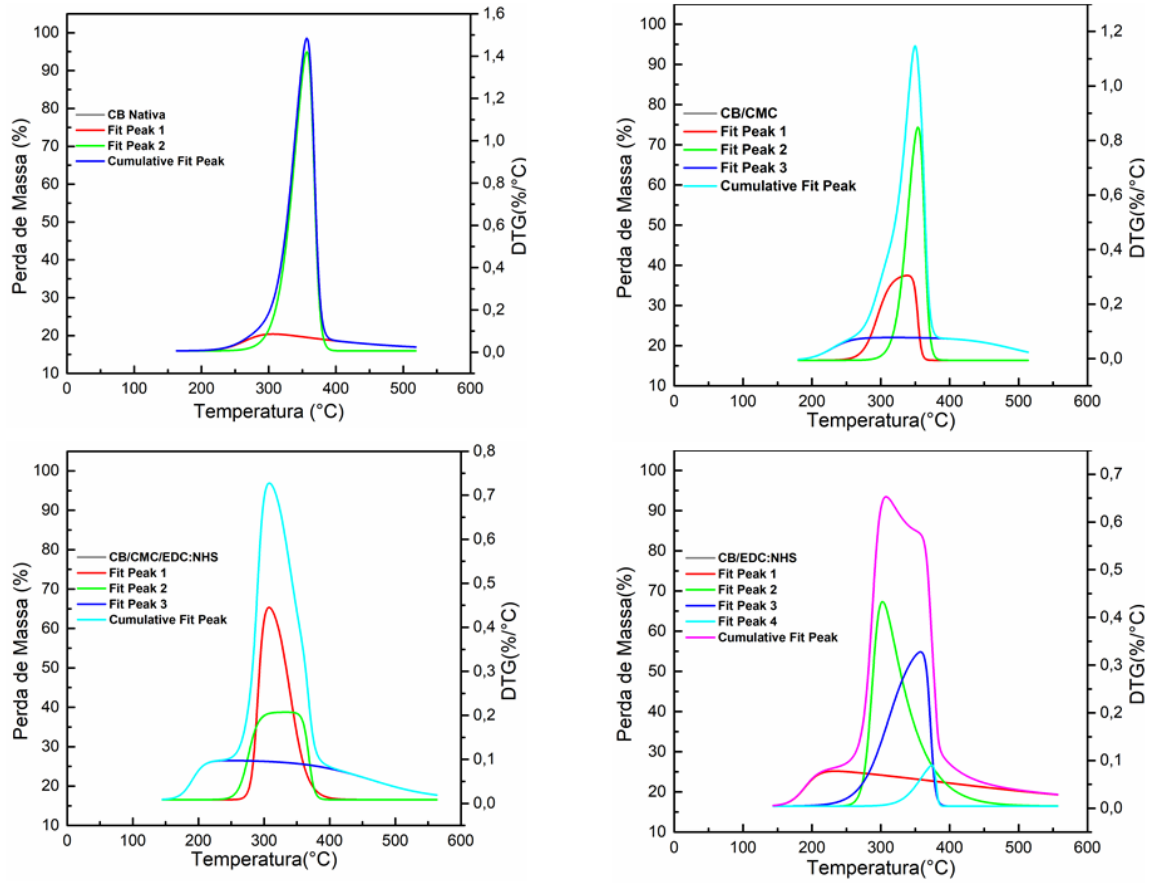 Perda de Massa (%)
100
90
80
70
60
50
40
30
20
10
CB Nativa
Fit Peak 1
Fit Peak 2
Cumulative Fit Peak
1,6
1,4
1,2
1,0
0,8
0,6
0,4
0,2
0,0
DTG(%/°C)
0 100 200 300 400 500 600
Temperatura (°C)
Perda de Massa (%)
100
90
80
70
60
50
40
30
20
10
CB/CMC
Fit Peak 1
Fit Peak 2
Fit Peak 3
Cumulative Fit Peak
1,2
1,0
0,8
0,6
0,4
0,2
0,0
DTG(%/°C)
0 100 200 300 400 500 600
Temperatura(°C)
Perda de Massa (%)
100
90
80
70
60
50
40
30
20
10
CB/CMC/EDC:NHS
Fit Peak 1
Fit Peak 2
Fit Peak 3
Cumulative Fit Peak
0,8
0,7
0,6
0,5
0,4
0,3
0,2
0,1
0,0
DTG(%/°C)
0 100 200 300 400 500 600
Temperatura(°C)
Perda de Massa(%)
100
90
80
70
60
50
40
30
20
10
CB/EDC:NHS
Fit Peak 1
Fit Peak 2
Fit Peak 3
Fit Peak 4
Cumulative Fit Peak
0,7
0,6
0,5
0,4
0,3
0,2
0,1
0,0
DTG(%/°C)
0 100 200 300 400 500 600
Temperatura(°C)